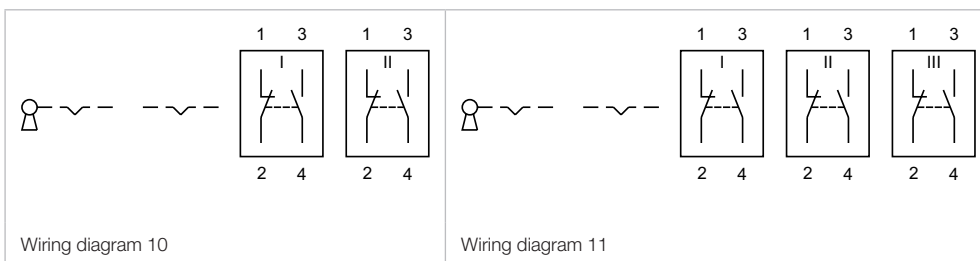 1 3 1 3 1 3 1 3 1 3
I II I II III
2 4 2 4 2 4 2 4 2 4
Wiring diagram 10 Wiring diagram 11